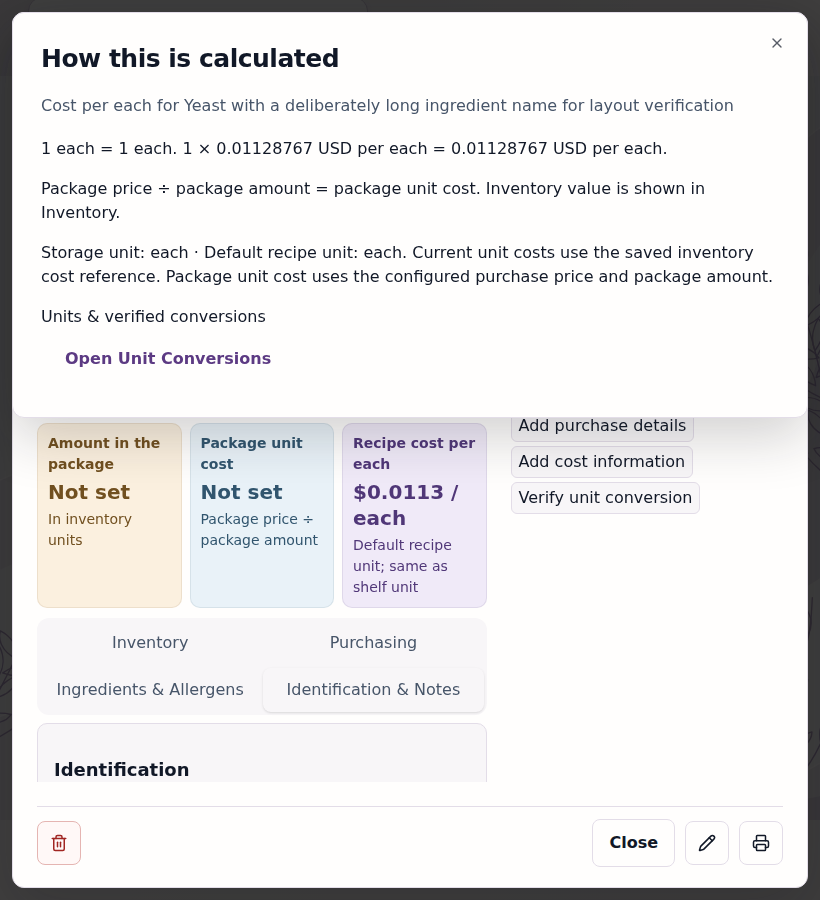 How this is calculated
Cost per each for Yeast with a deliberately long ingredient name for layout verification
1 each = 1 each. 1 × 0.01128767 USD per each = 0.01128767 USD per each.
Package price ÷ package amount = package unit cost. Inventory value is shown in
Inventory.
Storage unit: each · Default recipe unit: each. Current unit costs use the saved inventory
cost reference. Package unit cost uses the configured purchase price and package amount.
Units & verified conversions
Open Unit Conversions
Amount in the
package
Not set
In inventory
units
Package unit
cost
Not set
Package price ÷
package amount
Recipe cost per
each
$0.0113 /
each
Default recipe
unit; same as
shelf unit
Add purchase details
Add cost information
Verify unit conversion
Inventory
Purchasing
Ingredients & Allergens
Identification & Notes
Identification
Close